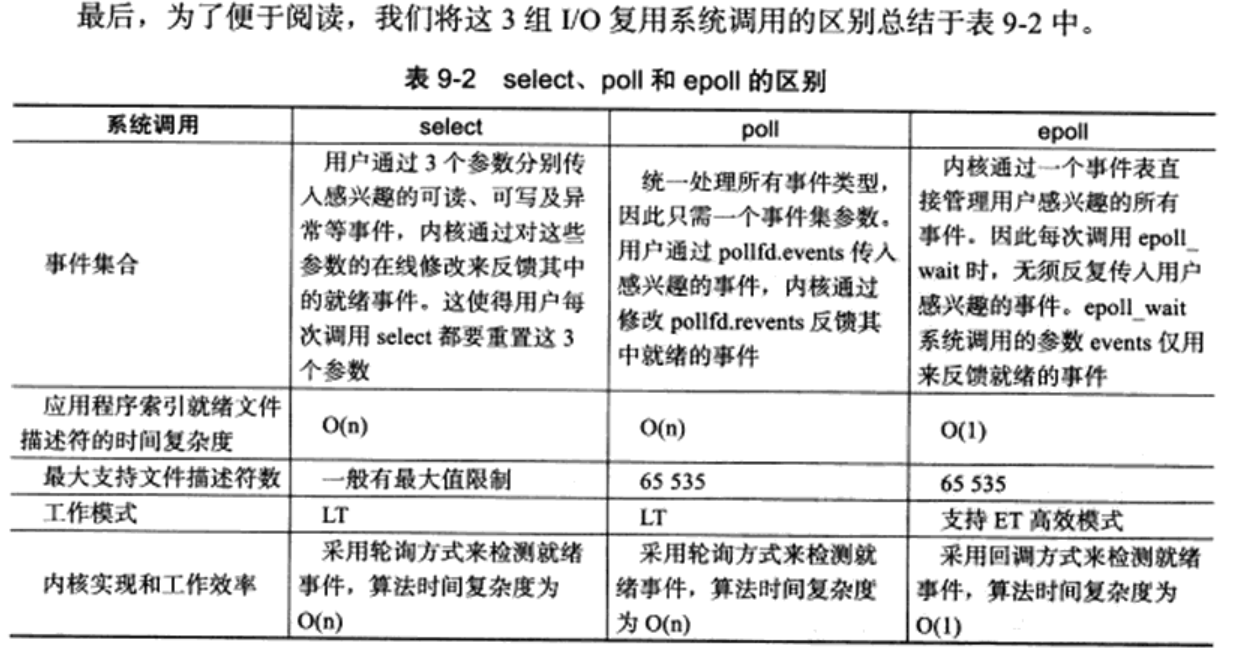 最后，为了便于阅读，我们将这 3 组 I/O 复用系统调用的区别总结于表 9-2 中。
表 9-2 select、poll 和 epoll 的区别
系统调用
select
poll
epoll
事件集合
用户通过 3 个参数分别传
入感兴趣的可读、可写及异
常等事件，内核通过对这些
参数的在线修改来反馈其中
的就绪事件。这使得用户每
次调用 select 都要重置这 3
个参数
统一处理所有事件类型，
因此只需一个事件集参数。
用户通过 pollfd.events 传入
感兴趣的事件，内核通过
修改 pollfd.revents 反馈其
中就绪的事件
内核通过一个事件表直
接管理用户感兴趣的所有
事件。因此每次调用 epoll_
wait 时，无须反复传入用户
感兴趣的事件。epoll_wait
系统调用的参数 events 仅用
来反馈就绪的事件
应用程序索引就绪文件
描述符的时间复杂度
O(n)
O(n)
O(1)
最大支持文件描述符数
一般有最大值限制
65 535
65 535
工作模式
LT
LT
支持 ET 高效模式
内核实现和工作效率
采用轮询方式来检测就绪
事件，算法时间复杂度为
O(n)
采用轮询方式来检测就
绪事件，算法时间复杂度
为 O(n)
采用回调方式来检测就绪
事件，算法时间复杂度为
O(1)